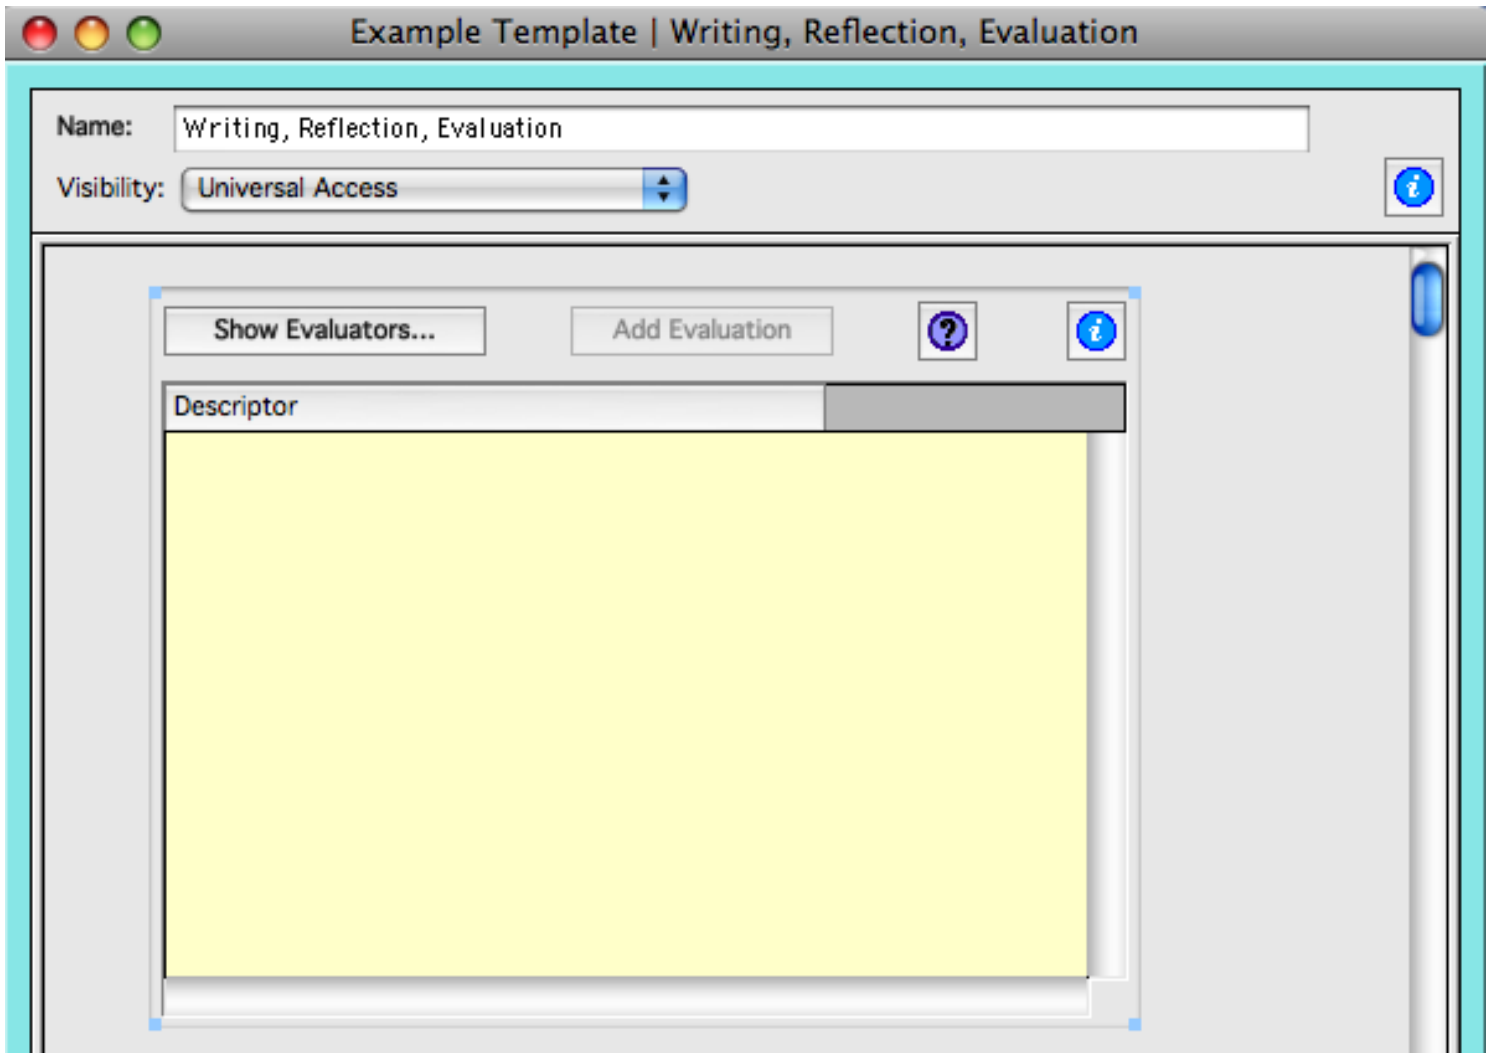 Example Template | Writing, Reflection, Evaluation
Name: Writing, Reflection, Evaluation
Visibility: Universal Access
i
Show Evaluators... Add Evaluation ? i
Descriptor